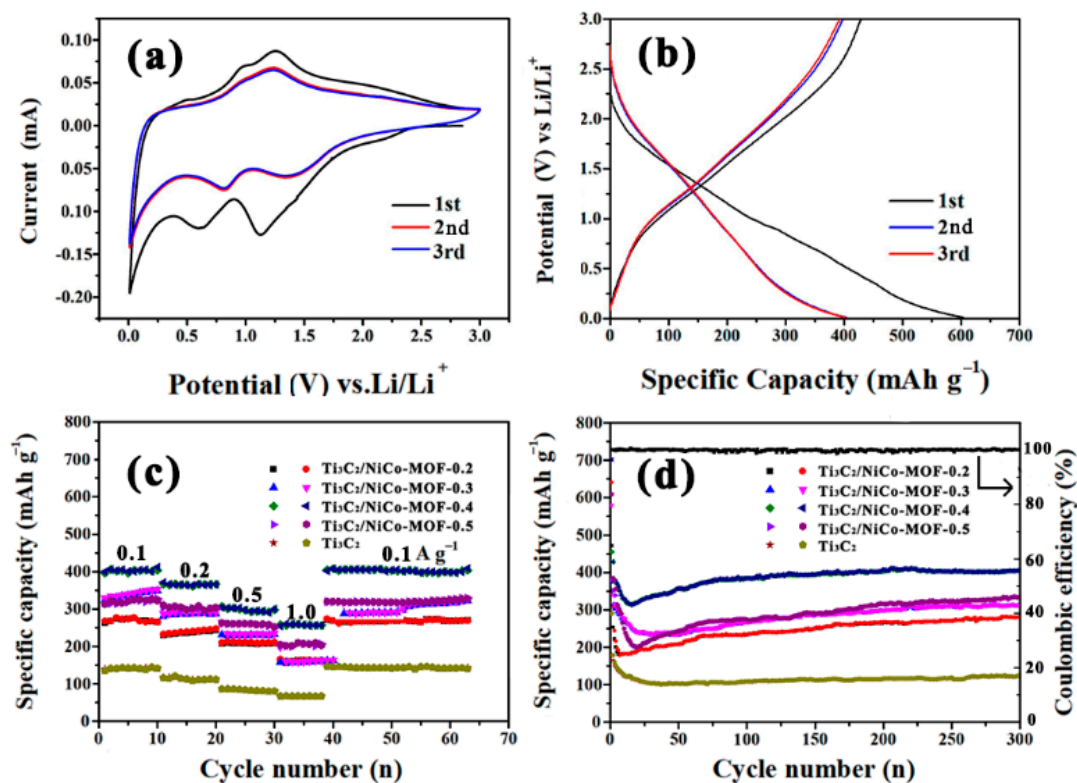 (a)
Current (mA)
0.10
0.05
0.00
0.05
0.10
-0.15
-0.20
1st
2nd
3rd
0.0 0.5 1.0 1.5 2.0 2.5 3.0
Potential (V) vs.Li/Li⁺
(b)
Potential (V) vs Li/Li⁺
3.0
2.5
2.0
1.5
1.0
0.5
0.0
1st
2nd
3rd
0 100 200 300 400 500 600 700
Specific Capacity (mAh g⁻¹)
(c)
Specific capacity (mAh g⁻¹)
800
700
600
500
400
300
200
100
0
Ti₃C₂/NiCo-MOF-0.2
Ti₃C₂/NiCo-MOF-0.3
Ti₃C₂/NiCo-MOF-0.4
Ti₃C₂/NiCo-MOF-0.5
Ti₃C₂
0.1
0.2
0.5
1.0
0.1 A g⁻¹
0 10 20 30 40 50 60 70
Cycle number (n)
(d)
Specific capacity (mAh g⁻¹)
800
700
600
500
400
300
200
100
0
Ti₃C₂/NiCo-MOF-0.2
Ti₃C₂/NiCo-MOF-0.3
Ti₃C₂/NiCo-MOF-0.4
Ti₃C₂/NiCo-MOF-0.5
Ti₃C₂
100
80
60
40
20
0
Coulombic efficiency (%)
0 50 100 150 200 250 300
Cycle number (n)